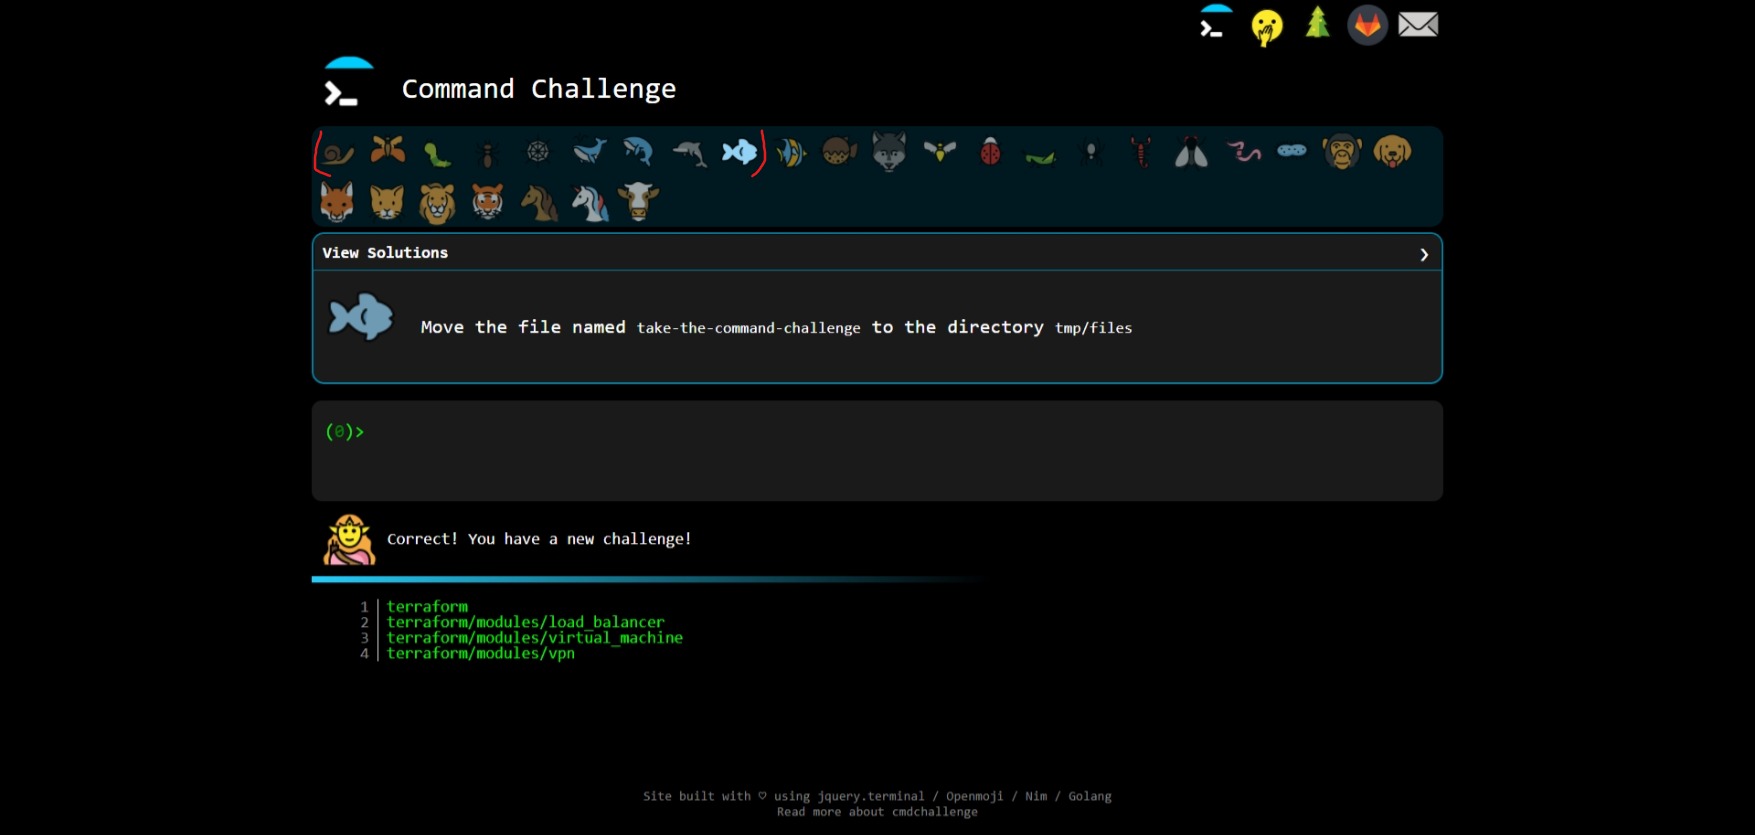 Command Challenge
View Solutions ❯
Move the file named take-the-command-challenge to the directory tmp/files
(0)>
Correct! You have a new challenge!
1 terraform
2 terraform/modules/load_balancer
3 terraform/modules/virtual_machine
4 terraform/modules/vpn
Site built with ♡ using jquery.terminal / Openmoji / Nim / Golang
Read more about cmdchallenge